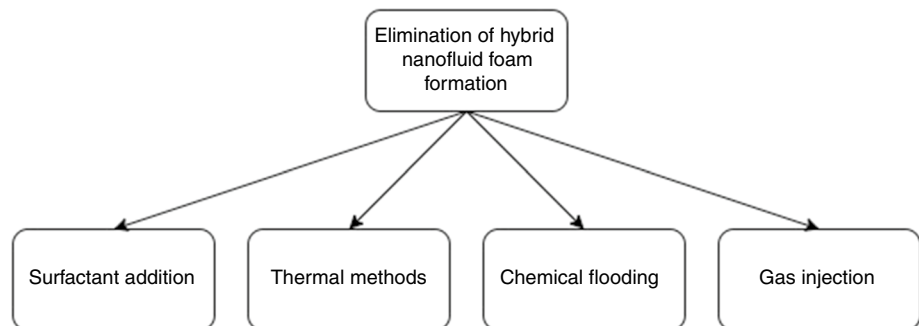 Elimination of hybrid
nanofluid foam
formation
Surfactant addition
Thermal methods
Chemical flooding
Gas injection